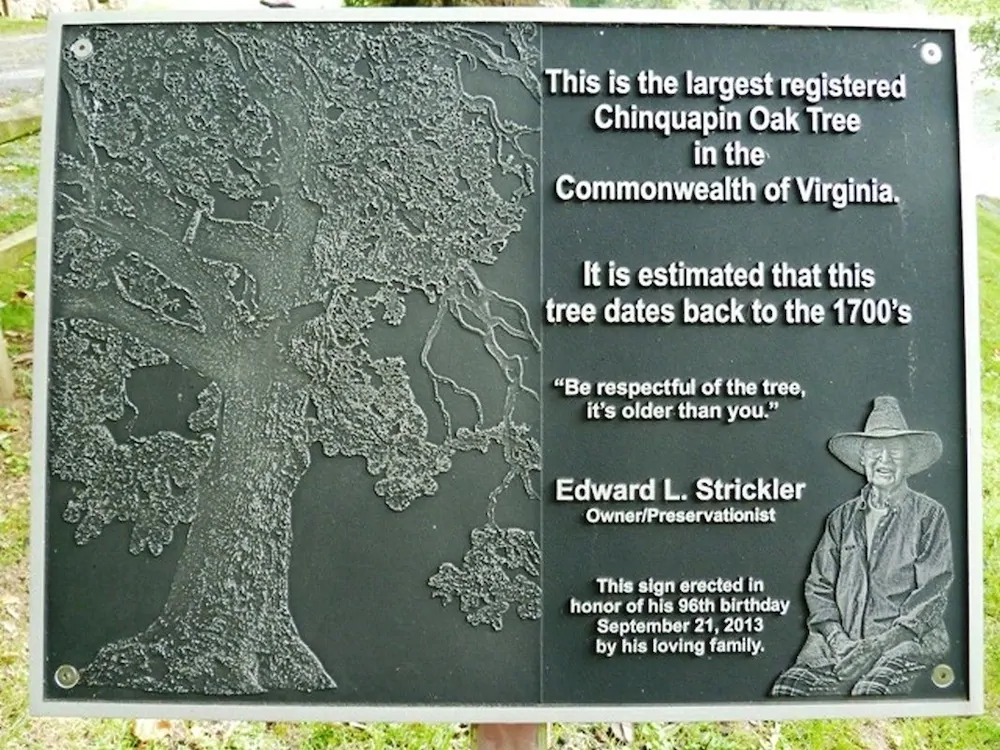 This is the largest registered
Chinquapin Oak Tree
in the
Commonwealth of Virginia.
It is estimated that this
tree dates back to the 1700's
“Be respectful of the tree,
it's older than you.”
Edward L. Strickler
Owner/Preservationist
This sign erected in
honor of his 96th birthday
September 21, 2013
by his loving family.